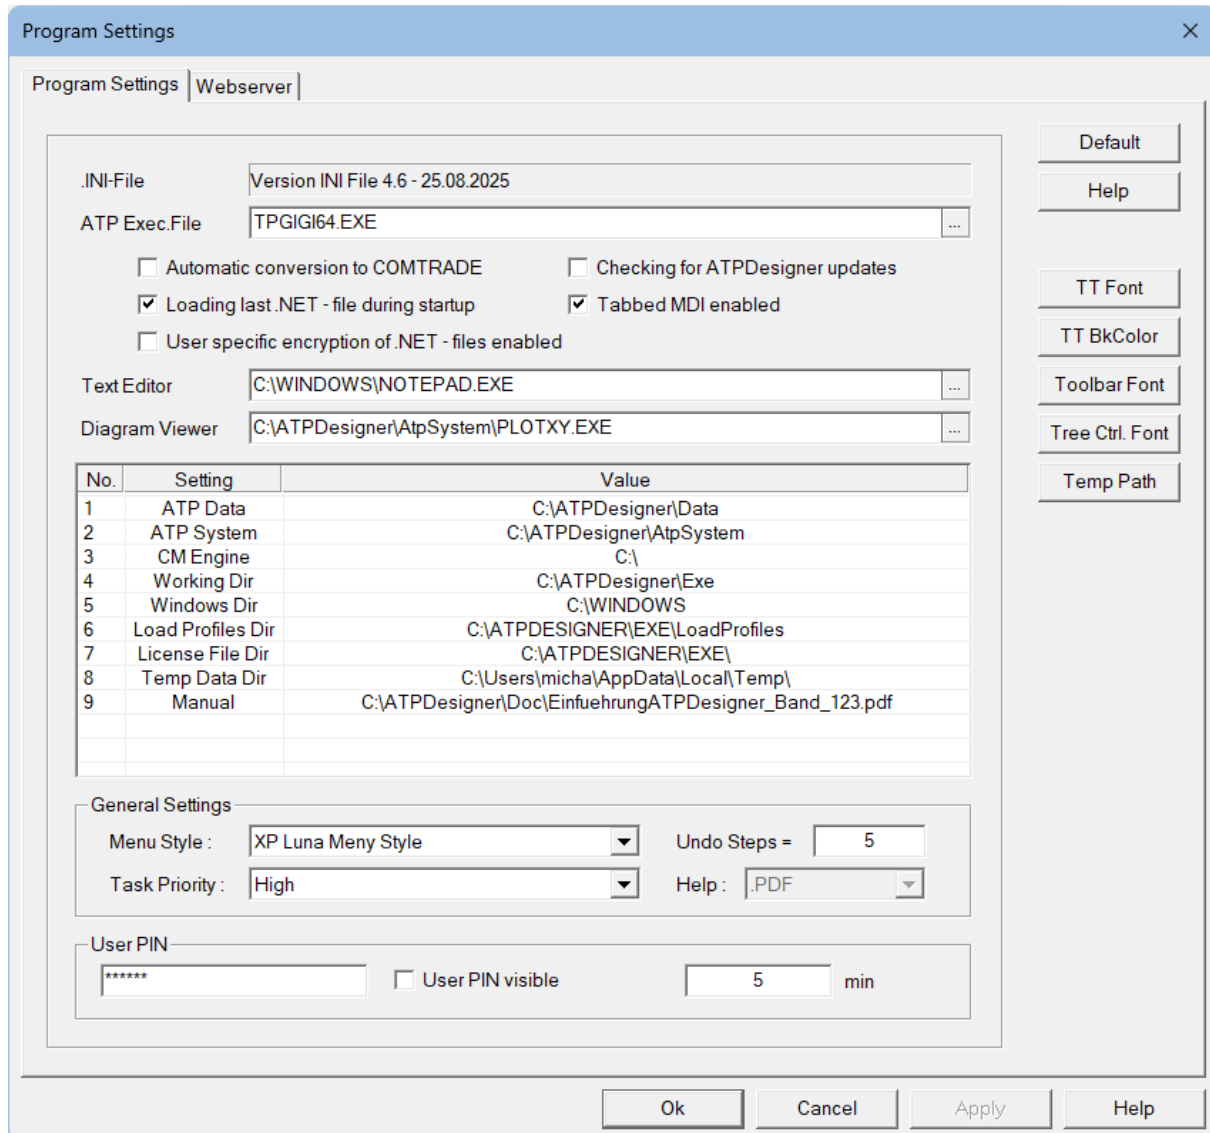 Program Settings
Program Settings Webserver
Default
.INI-File Version INI File 4.6 - 25.08.2025
Help
ATP Exec.File TPGIGI64.EXE ...
Automatic conversion to COMTRADE Checking for ATPDesigner updates
TT Font
Loading last .NET - file during startup Tabbed MDI enabled
TT BkColor
User specific encryption of .NET - files enabled
Text Editor C:\WINDOWS\NOTEPAD.EXE ...
Toolbar Font
Diagram Viewer C:\ATPDesigner\AtpSystem\PLOTXY.EXE ...
Tree Ctrl. Font
No. Setting Value
Temp Path
1 ATP Data C:\ATPDesigner\Data
2 ATP System C:\ATPDesigner\AtpSystem
3 CM Engine C:\
4 Working Dir C:\ATPDesigner\Exe
5 Windows Dir C:\WINDOWS
6 Load Profiles Dir C:\ATPDESIGNER\EXE\LoadProfiles
7 License File Dir C:\ATPDESIGNER\EXE\
8 Temp Data Dir C:\Users\micha\AppData\Local\Temp\
9 Manual C:\ATPDesigner\Doc\EinfuehrungATPDesigner_Band_123.pdf
General Settings
Menu Style : XP Luna Meny Style Undo Steps = 5
Task Priority : High Help : .PDF
User PIN
****** User PIN visible 5 min
Ok Cancel Apply Help